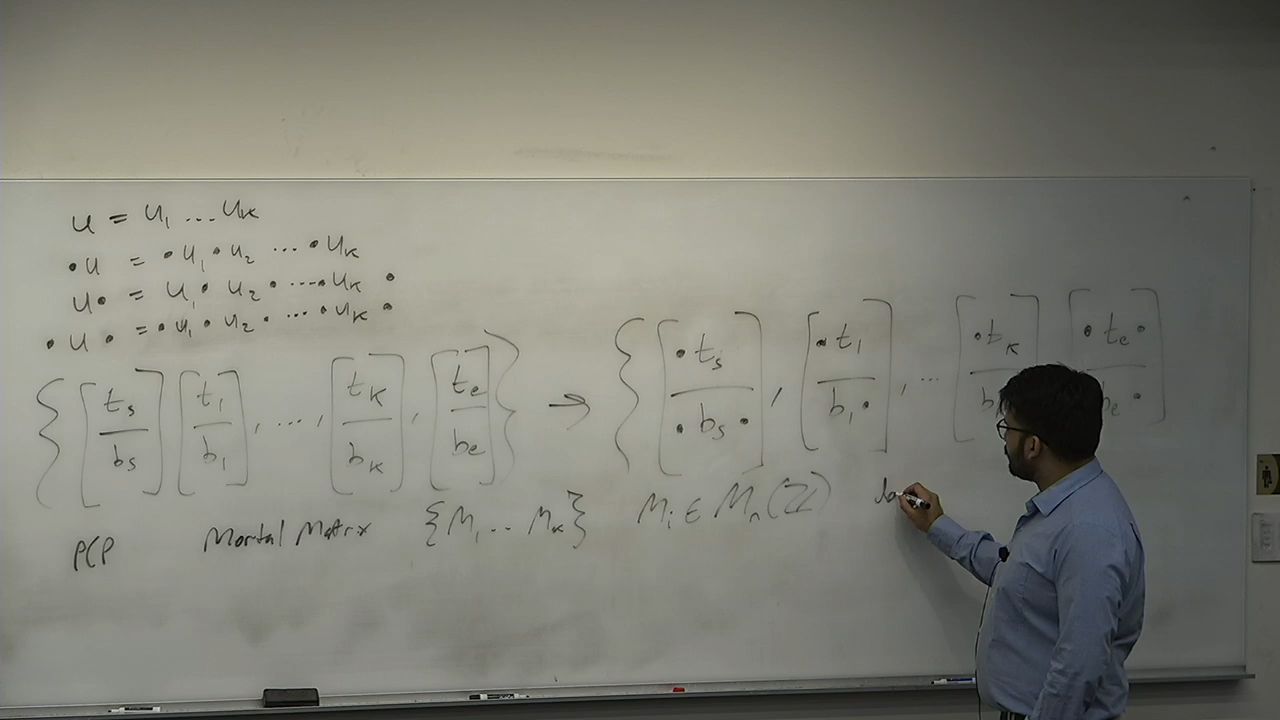 u = u₁ ... uₖ
•u = •u₁•u₂ ... •uₖ
u• = u₁• u₂• ....uₖ •
•u• = •u₁•u₂• ... •uₖ •
{ [tₛ/bₛ] [t₁/b₁] , ... , [tₖ/bₖ] , [tₑ/bₑ] } → { [•tₛ/•bₛ•] , [•t₁/b₁•] , ... [•tₖ/b] [•tₑ•/bₑ•]
PCP Mortal Matrix {M₁ ... Mₖ} Mᵢ ∈ Mₙ(ℤ)